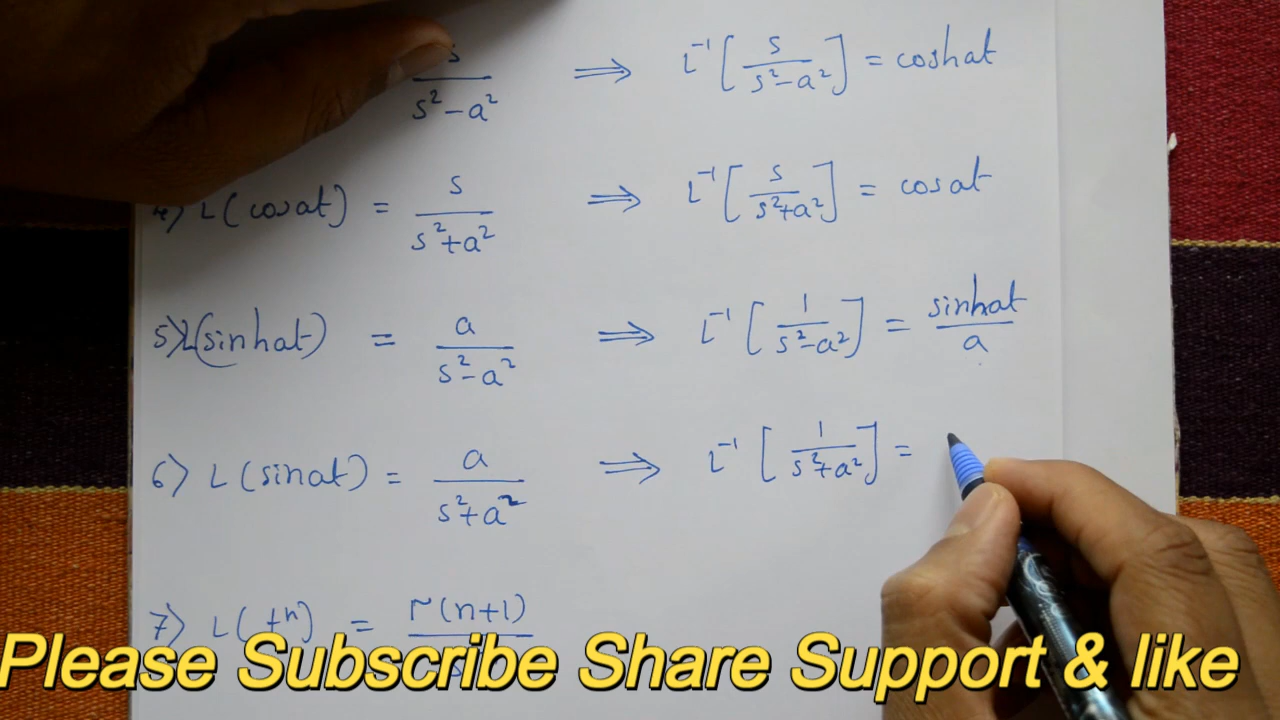 s/(s²-a²) ⟹ L⁻¹[s/(s²-a²)] = coshat
4) L(cosat) = s/(s²+a²) ⟹ L⁻¹[s/(s²+a²)] = cosat
5) L(sinhat) = a/(s²-a²) ⟹ L⁻¹[1/(s²-a²)] = sinhat/a
6) L(sinat) = a/(s²+a²) ⟹ L⁻¹[1/(s²+a²)] =
7) L(tⁿ) = Γ(n+1)
Please Subscribe Share Support & like